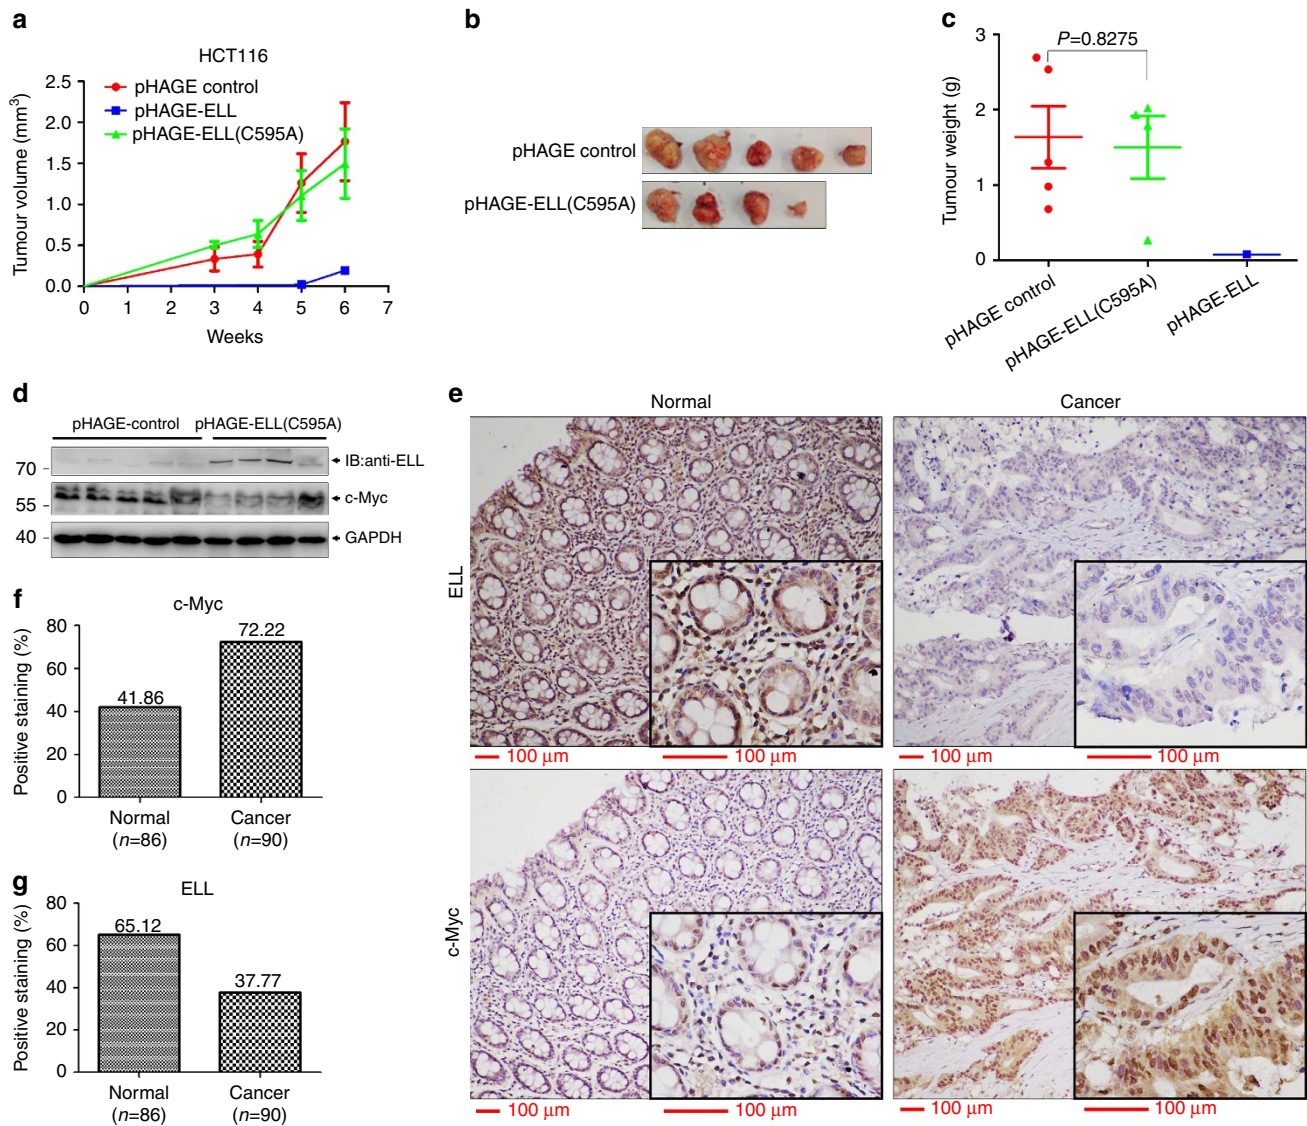 a
HCT116
Tumour volume (mm3)
2.5
2.0
1.5
1.0
0.5
0.0
pHAGE control
pHAGE-ELL
pHAGE-ELL(C595A)
0 1 2 3 4 5 6 7
Weeks
b
pHAGE control
pHAGE-ELL(C595A)
c
Tumour weight (g)
3
2
1
0
P=0.8275
pHAGE control
pHAGE-ELL(C595A)
pHAGE-ELL
d
pHAGE-control pHAGE-ELL(C595A)
70
IB:anti-ELL
55
c-Myc
40
GAPDH
e
Normal Cancer
ELL
100 μm 100 μm 100 μm 100 μm
c-Myc
100 μm 100 μm 100 μm 100 μm
f
c-Myc
Positive staining (%)
80
60
40
20
0
41.86
72.22
Normal Cancer
(n=86) (n=90)
g
ELL
Positive staining (%)
80
60
40
20
0
65.12
37.77
Normal Cancer
(n=86) (n=90)